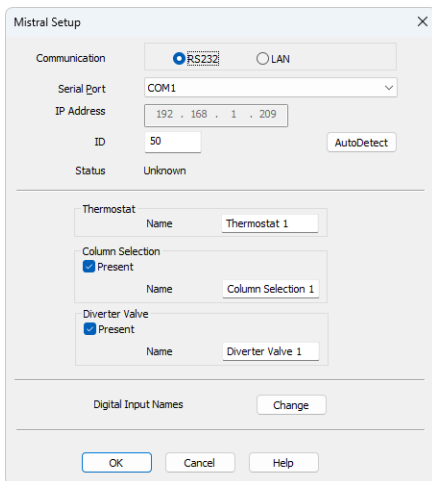 Mistral Setup
Communication RS232 LAN
Serial Port COM1
IP Address 192 . 168 . 1 . 209
ID 50 AutoDetect
Status Unknown
Thermostat
Name Thermostat 1
Column Selection
Present
Name Column Selection 1
Diverter Valve
Present
Name Diverter Valve 1
Digital Input Names Change
OK Cancel Help